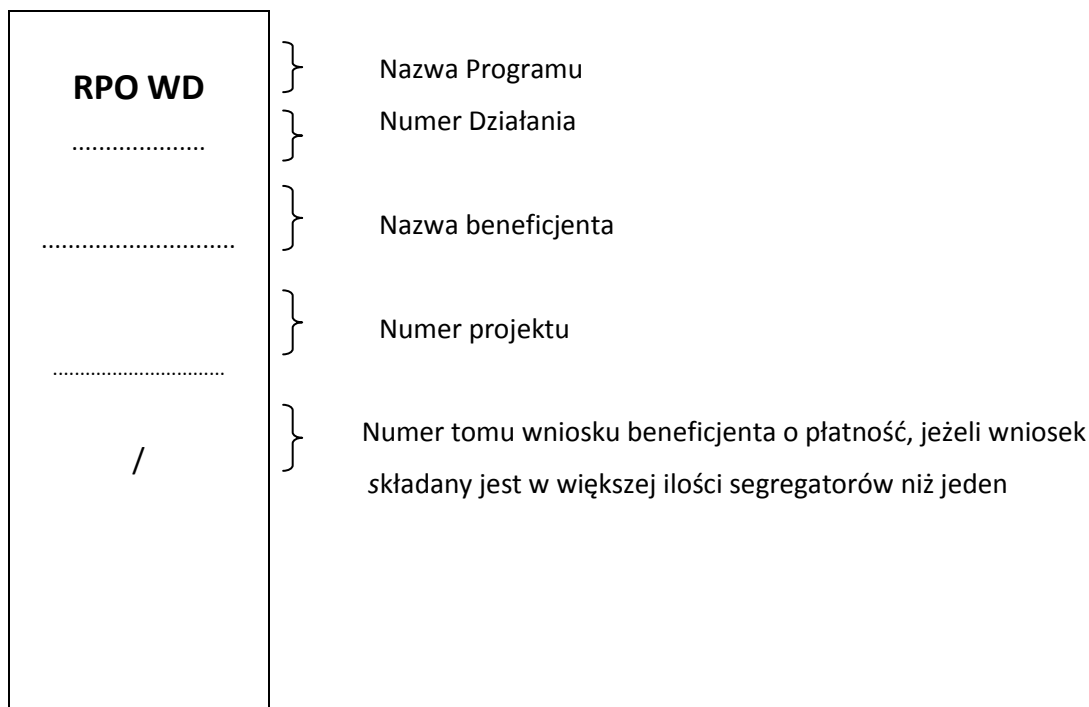 RPO WD
Nazwa Programu
....................
Numer Działania
.............................
Nazwa beneficjenta
Numer projektu
................................
/
Numer tomu wniosku beneficjenta o płatność, jeżeli wniosek
składany jest w większej ilości segregatorów niż jeden